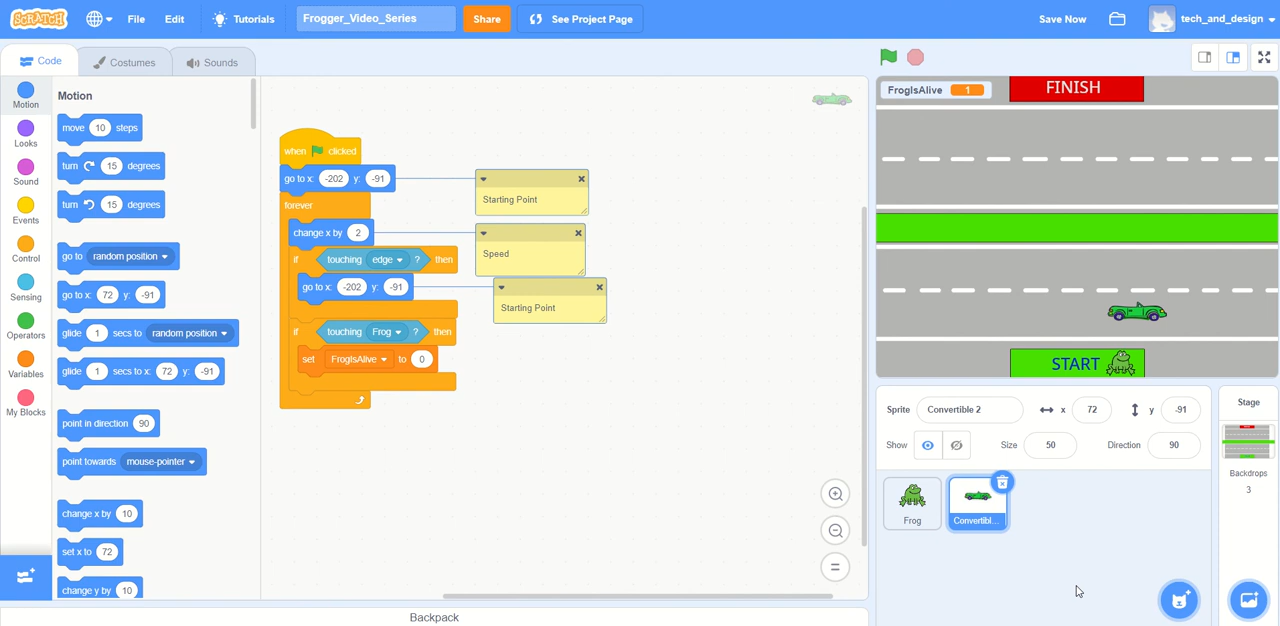 SCRATCH File Edit Tutorials Frogger_Video_Series Share See Project Page Save Now tech_and_design
Code Costumes Sounds
Motion
Looks
Sound
Events
Control
Sensing
Operators
Variables
My Blocks
Motion
move 10 steps
turn 15 degrees
turn 15 degrees
go to random position
go to x: 72 y: -91
glide 1 secs to random position
glide 1 secs to x: 72 y: -91
point in direction 90
point towards mouse-pointer
change x by 10
set x to 72
change y by 10
when clicked
go to x: -202 y: -91
forever
change x by 2
if touching edge ? then
go to x: -202 y: -91
if touching Frog ? then
set FrogIsAlive to 0
Starting Point
Speed
Starting Point
Backpack
FrogIsAlive 1
FINISH
START
Sprite Convertible 2 x 72 y -91
Show Size 50 Direction 90
Frog
Convertibl...
Stage
Backdrops
3